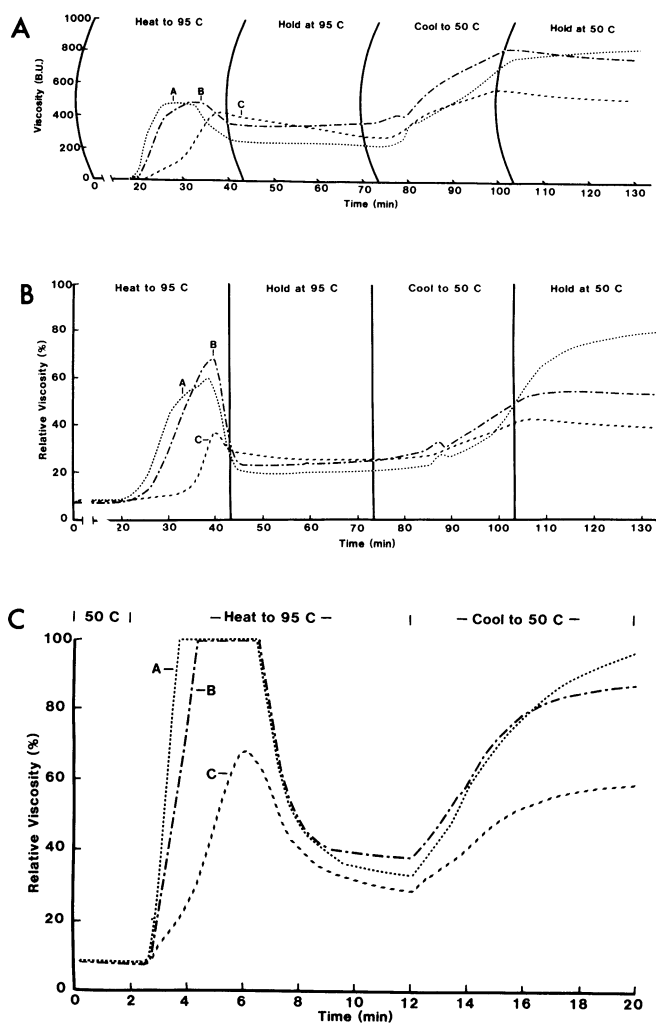 A
Heat to 95 C
Hold at 95 C
Cool to 50 C
Hold at 50 C
1000
800
600
400
200
0
Viscosity (B.U.)
A
B
C
0 20 30 40 50 60 70 80 90 100 110 120 130
Time (min)
B
Heat to 95 C
Hold at 95 C
Cool to 50 C
Hold at 50 C
100
80
60
40
20
0
Relative Viscosity (%)
A
B
C
0 20 30 40 50 60 70 80 90 100 110 120 130
Time (min)
C
50 C
Heat to 95 C
Cool to 50 C
100
80
60
40
20
0
Relative Viscosity (%)
A
B
C
0 2 4 6 8 10 12 14 16 18 20
Time (min)